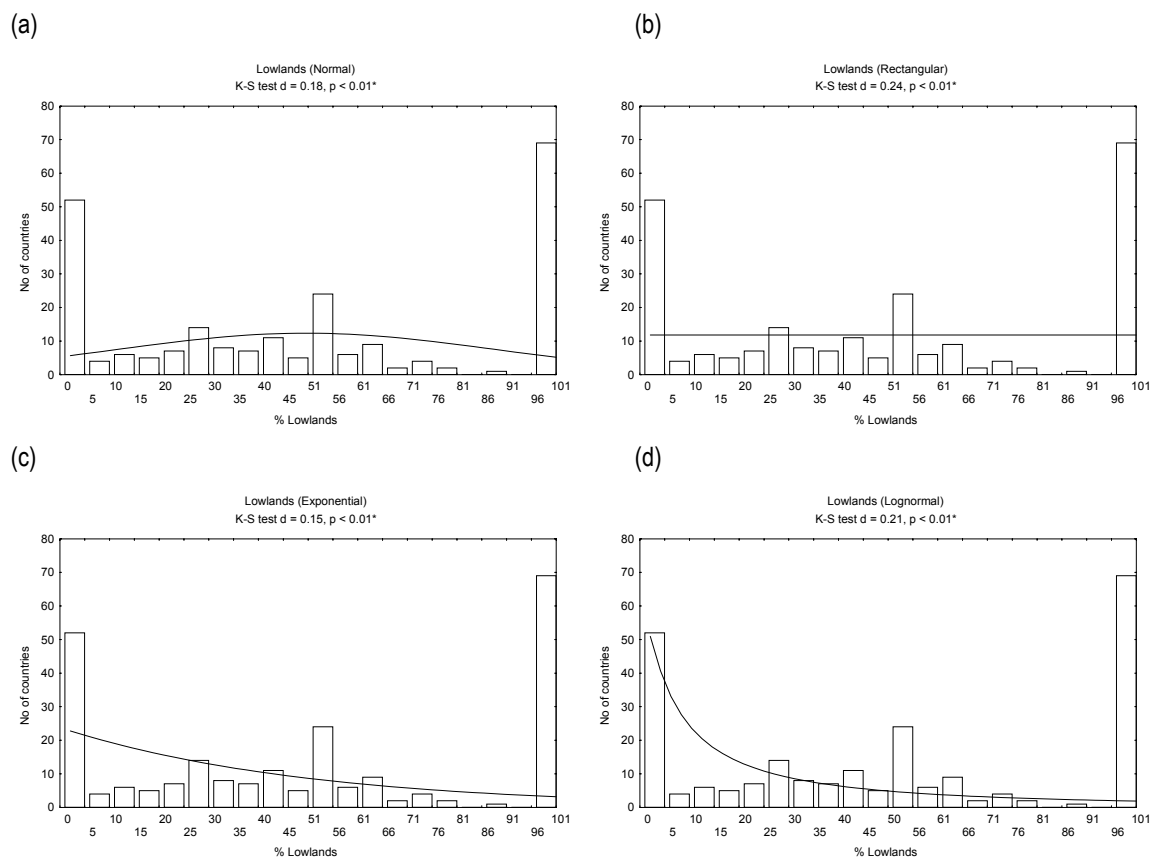 (a)
Lowlands (Normal)
K-S test d = 0.18, p < 0.01*
80
70
60
50
40
30
20
10
0
No of countries
0 10 20 30 40 51 61 71 81 91 101
5 15 25 35 45 56 66 76 86 96
% Lowlands
(b)
Lowlands (Rectangular)
K-S test d = 0.24, p < 0.01*
80
70
60
50
40
30
20
10
0
No of countries
0 10 20 30 40 51 61 71 81 91 101
5 15 25 35 45 56 66 76 86 96
% Lowlands
(c)
Lowlands (Exponential)
K-S test d = 0.15, p < 0.01*
80
70
60
50
40
30
20
10
0
No of countries
0 10 20 30 40 51 61 71 81 91 101
5 15 25 35 45 56 66 76 86 96
% Lowlands
(d)
Lowlands (Lognormal)
K-S test d = 0.21, p < 0.01*
80
70
60
50
40
30
20
10
0
No of countries
0 10 20 30 40 51 61 71 81 91 101
5 15 25 35 45 56 66 76 86 96
% Lowlands